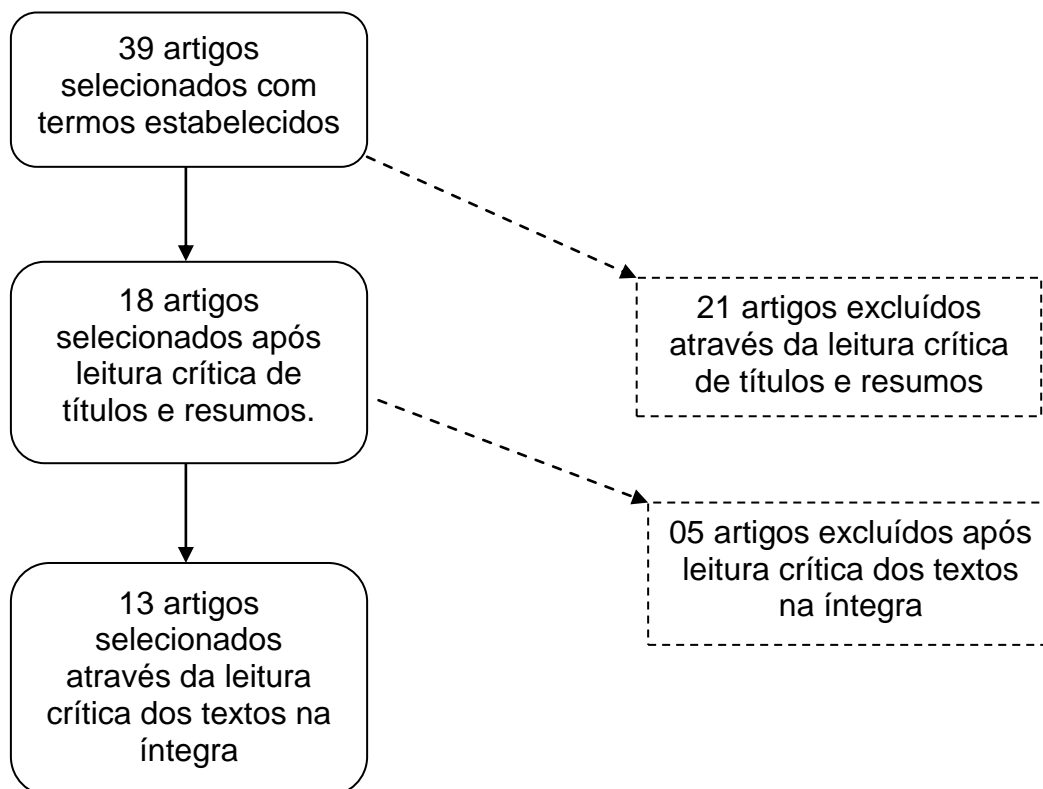 39 artigos
selecionados com
termos estabelecidos
18 artigos
selecionados após
leitura crítica de
títulos e resumos.
21 artigos excluídos
através da leitura crítica
de títulos e resumos
05 artigos excluídos após
leitura crítica dos textos
na íntegra
13 artigos
selecionados
através da leitura
crítica dos textos na
íntegra